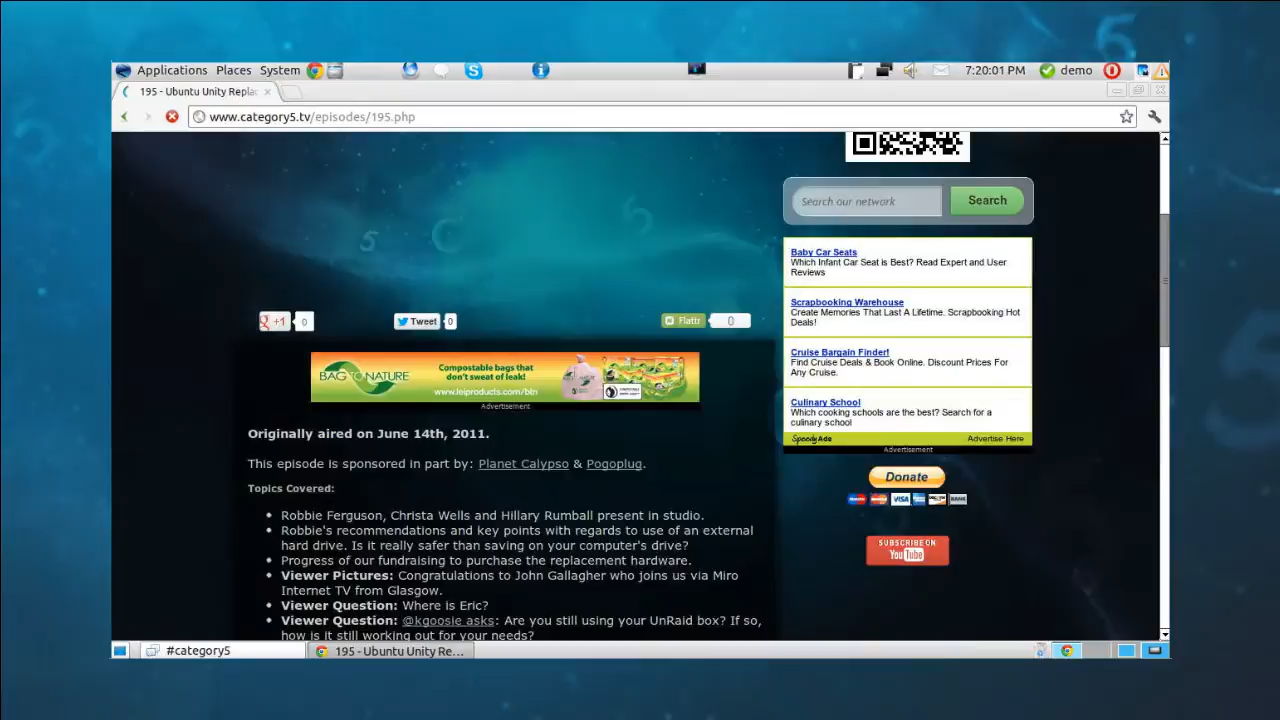 Applications Places System 7:20:01 PM demo
195 - Ubuntu Unity Repla
www.category5.tv/episodes/195.php
Search our network Search
Baby Car Seats
Which Infant Car Seat is Best? Read Expert and User
Reviews
Scrapbooking Warehouse
Create Memories That Last A Lifetime. Scrapbooking Hot
Deals!
Cruise Bargain Finder!
Find Cruise Deals & Book Online. Discount Prices For
Any Cruise.
Culinary School
Which cooking schools are the best? Search for a
culinary school
SpeedyAds Advertise Here
Advertisement
Donate
VISA BANK
SUBSCRIBE ON
YouTube
+1 0 Tweet 0 Flattr 0
BAG TO NATURE
Compostable bags that
don't sweat of leak!
www.leiproducts.com/btn
Advertisement
Originally aired on June 14th, 2011.
This episode is sponsored in part by: Planet Calypso & Pogoplug.
Topics Covered:
• Robbie Ferguson, Christa Wells and Hillary Rumball present in studio.
• Robbie's recommendations and key points with regards to use of an external
hard drive. Is it really safer than saving on your computer's drive?
• Progress of our fundraising to purchase the replacement hardware.
• Viewer Pictures: Congratulations to John Gallagher who joins us via Miro
Internet TV from Glasgow.
• Viewer Question: Where is Eric?
• Viewer Question: @kgoosie asks: Are you still using your UnRaid box? If so,
how is it still working out for your needs?
#category5 195 - Ubuntu Unity Re...